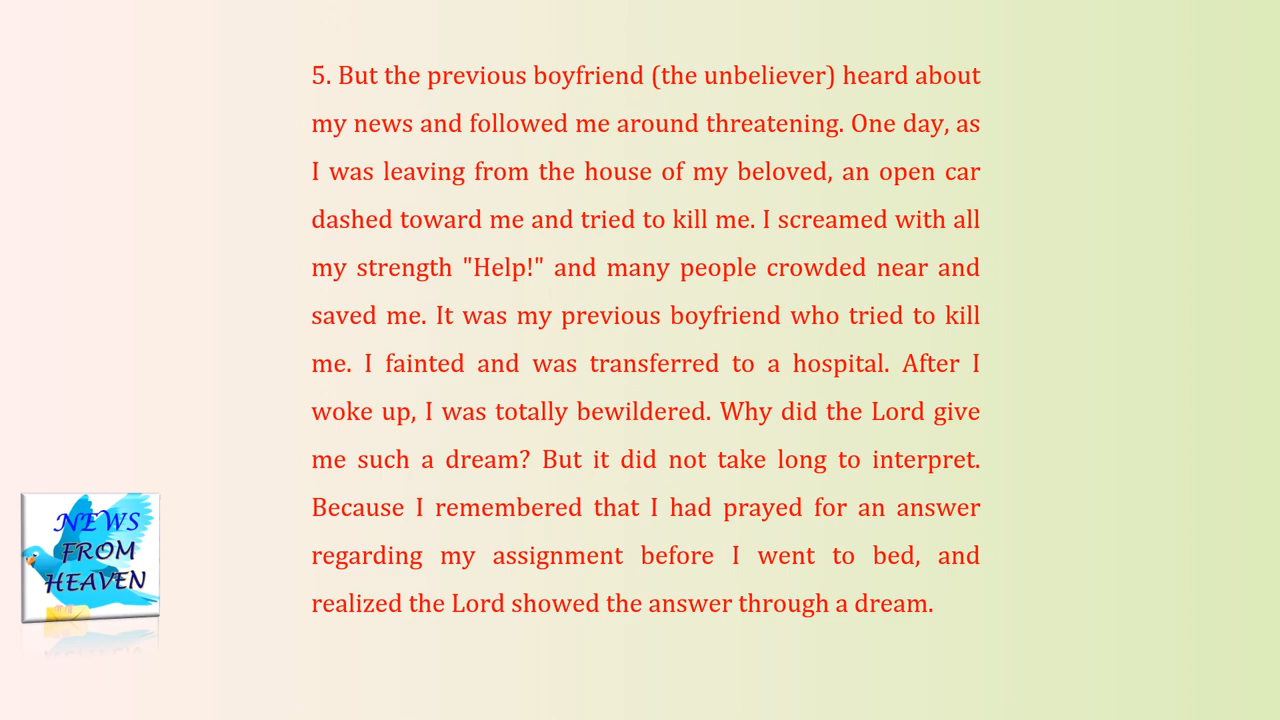 5. But the previous boyfriend (the unbeliever) heard about
my news and followed me around threatening. One day, as
I was leaving from the house of my beloved, an open car
dashed toward me and tried to kill me. I screamed with all
my strength "Help!" and many people crowded near and
saved me. It was my previous boyfriend who tried to kill
me. I fainted and was transferred to a hospital. After I
woke up, I was totally bewildered. Why did the Lord give
me such a dream? But it did not take long to interpret.
Because I remembered that I had prayed for an answer
regarding my assignment before I went to bed, and
realized the Lord showed the answer through a dream.
NEWS
FROM
HEAVEN